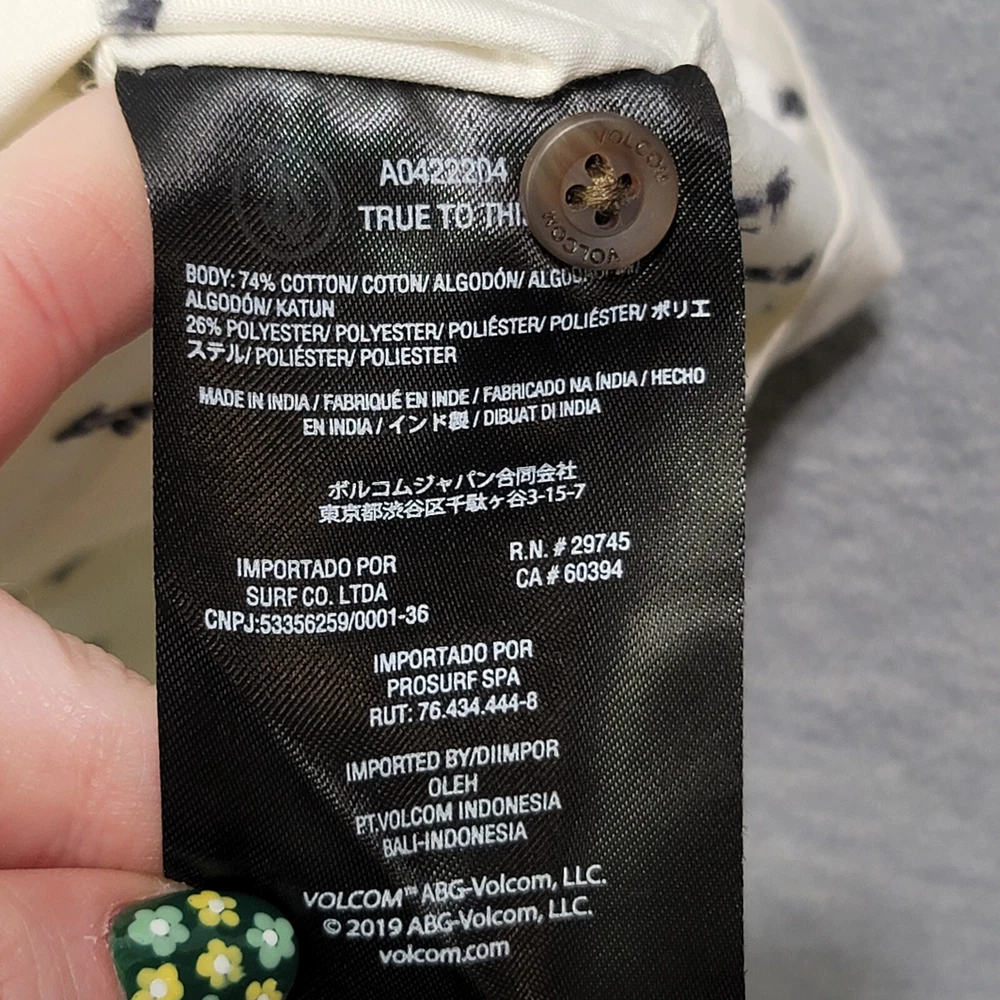 A0422204
TRUE TO
VOLCOM
VOLCOM
BODY: 74% COTTON/ COTON/ ALGODÓN/
ALGODÓN/ KATUN
26% POLYESTER/ POLYESTER/ POLIÉSTER/ POLIÉSTER/ ポリエ
ステル/ POLIÉSTER/ POLIESTER
MADE IN INDIA / FABRIQUÉ EN INDE / FABRICADO NA ÍNDIA / HECHO
EN INDIA / インド製 / DIBUAT DI INDIA
ボルコムジャパン合同会社
東京都渋谷区千駄ヶ谷3-15-7
IMPORTADO POR
SURF CO. LTDA
CNPJ:53356259/0001-36
R.N. # 29745
CA # 60394
IMPORTADO POR
PROSURF SPA
RUT: 76.434.444-8
IMPORTED BY/DIIMPOR
OLEH
PT.VOLCOM INDONESIA
BALI-INDONESIA
VOLCOM™ ABG-Volcom, LLC.
© 2019 ABG-Volcom, LLC.
volcom.com